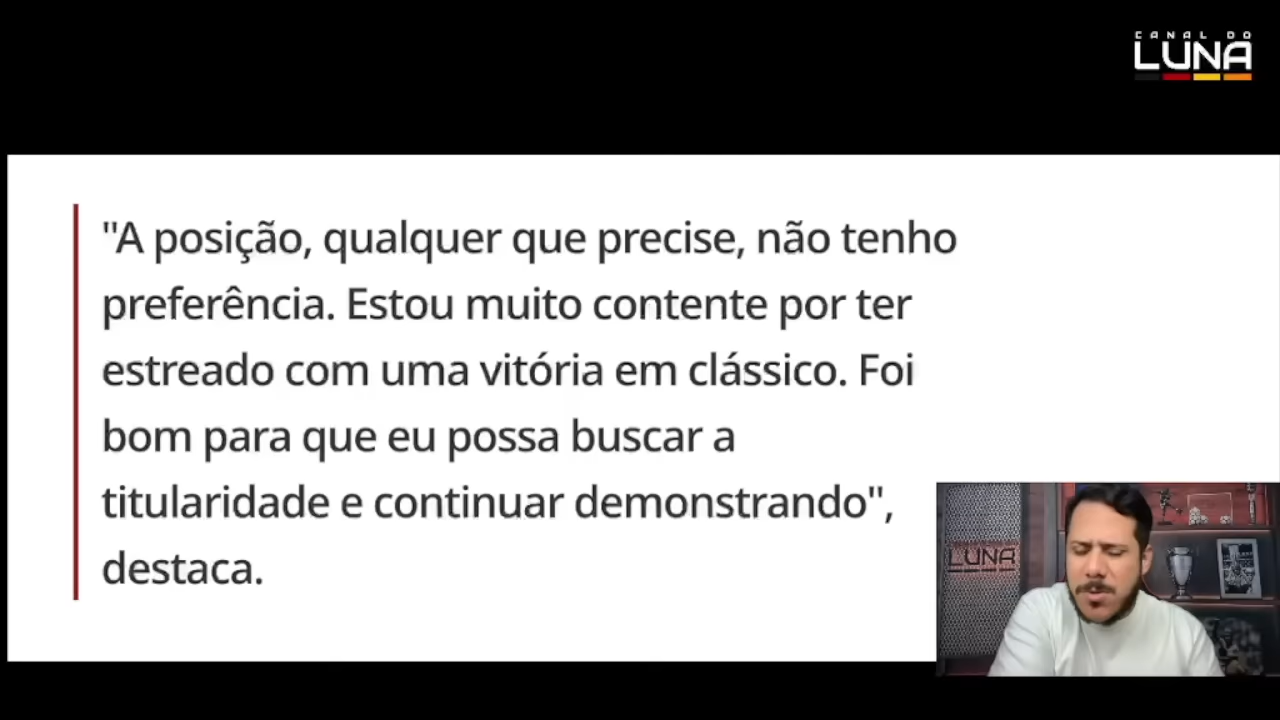 CANAL DO
LUNA
"A posição, qualquer que precise, não tenho
preferência. Estou muito contente por ter
estreado com uma vitória em clássico. Foi
bom para que eu possa buscar a
titularidade e continuar demonstrando",
destaca.
LUNA